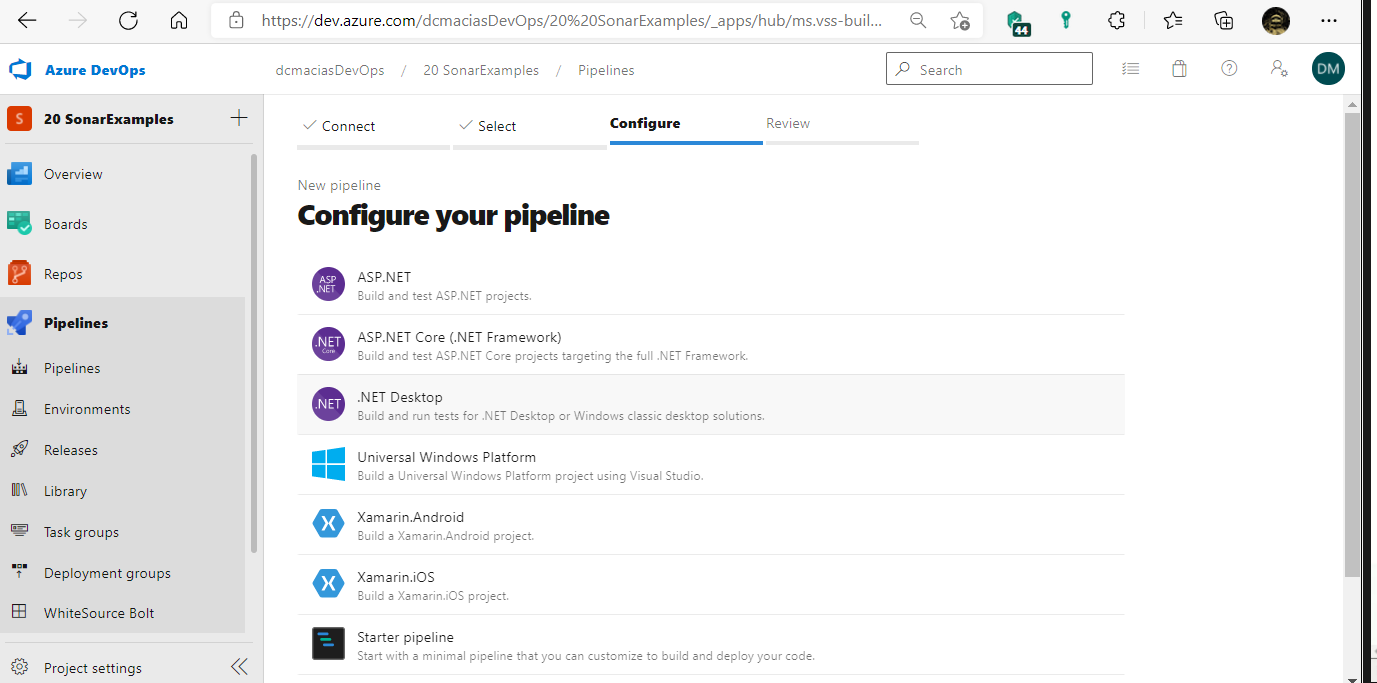 https://dev.azure.com/dcmaciasDevOps/20%20SonarExamples/_apps/hub/ms.vss-buil...
44
Azure DevOps
dcmaciasDevOps / 20 SonarExamples / Pipelines
Search
DM
S
20 SonarExamples
Overview
Boards
Repos
Pipelines
Pipelines
Environments
Releases
Library
Task groups
Deployment groups
WhiteSource Bolt
Project settings
Connect
Select
Configure
Review
New pipeline
Configure your pipeline
ASP
.NET
ASP.NET
Build and test ASP.NET projects.
.NET
Core
ASP.NET Core (.NET Framework)
Build and test ASP.NET Core projects targeting the full .NET Framework.
.NET
.NET Desktop
Build and run tests for .NET Desktop or Windows classic desktop solutions.
Universal Windows Platform
Build a Universal Windows Platform project using Visual Studio.
X
Xamarin.Android
Build a Xamarin.Android project.
X
Xamarin.iOS
Build a Xamarin.iOS project.
Starter pipeline
Start with a minimal pipeline that you can customize to build and deploy your code.